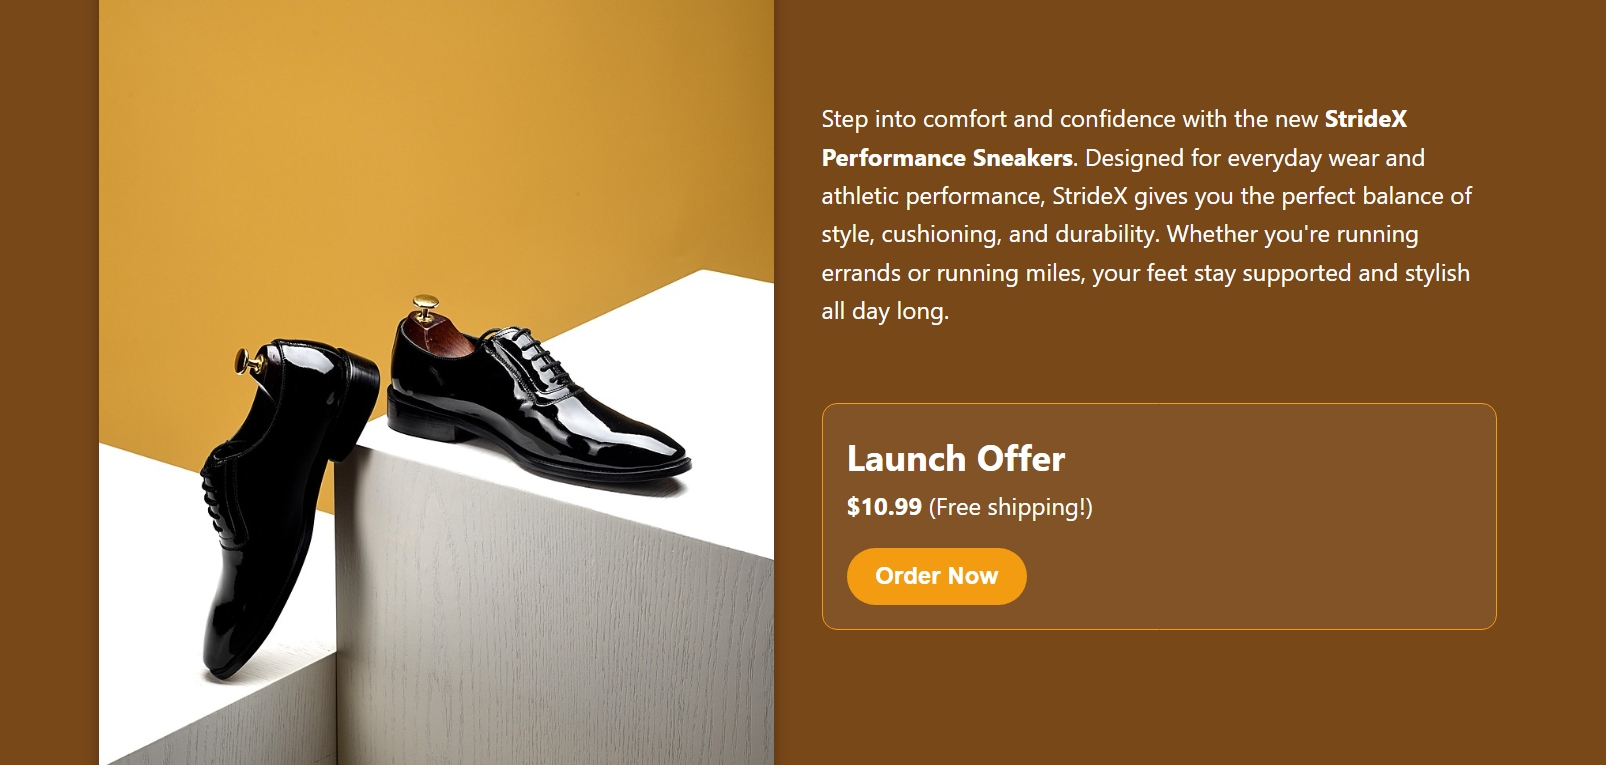 Step into comfort and confidence with the new StrideX
Performance Sneakers. Designed for everyday wear and
athletic performance, StrideX gives you the perfect balance of
style, cushioning, and durability. Whether you're running
errands or running miles, your feet stay supported and stylish
all day long.
Launch Offer
$10.99 (Free shipping!)
Order Now